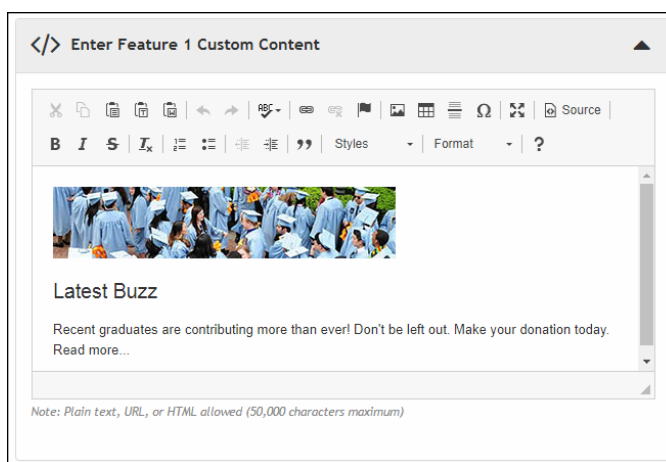 </> Enter Feature 1 Custom Content
ABC
Ω
Source
B I S Ix
Styles
Format
?
Latest Buzz
Recent graduates are contributing more than ever! Don't be left out. Make your donation today.
Read more...
Note: Plain text, URL, or HTML allowed (50,000 characters maximum)